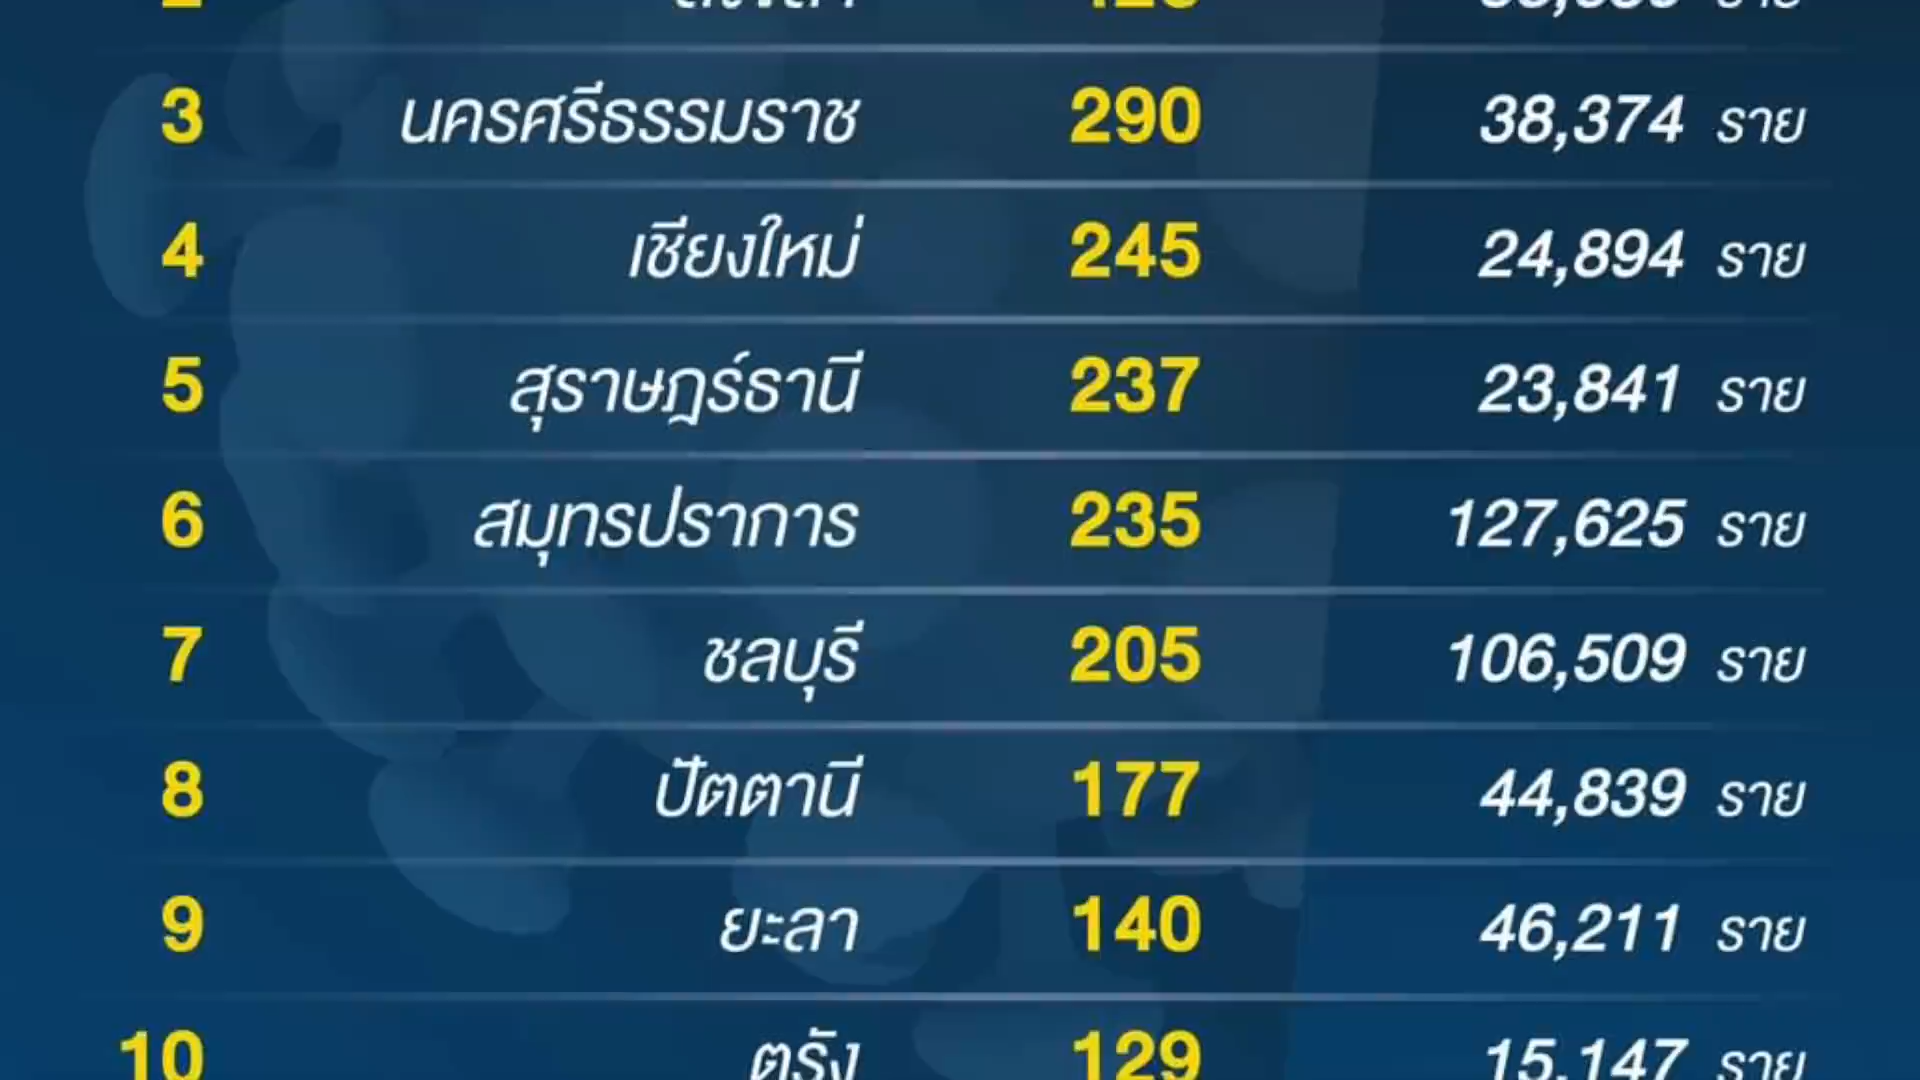 3 นครศรีธรรมราช 290 38,374 ราย
4 เชียงใหม่ 245 24,894 ราย
5 สุราษฎร์ธานี 237 23,841 ราย
6 สมุทรปราการ 235 127,625 ราย
7 ชลบุรี 205 106,509 ราย
8 ปัตตานี 177 44,839 ราย
9 ยะลา 140 46,211 ราย
10 ตรัง 129 15,147 ราย